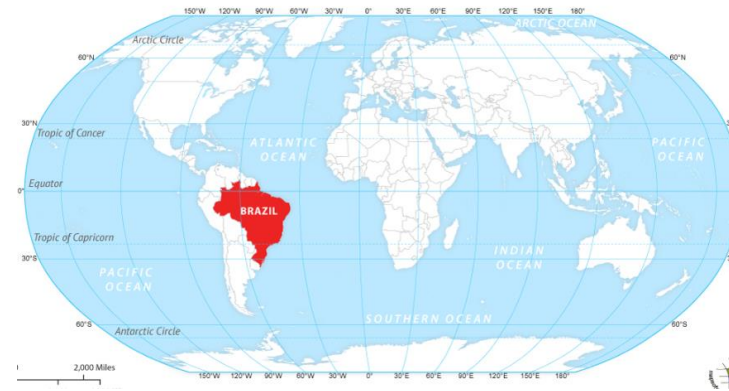 150°W 120°W 90°W 60°W 30°W 0° 30°E 60°E 90°E 120°E 150°E 180°
ARCTIC OCEAN
Arctic Circle
60°N 60°N
30°N 30°N
Tropic of Cancer
ATLANTIC
OCEAN
PACIFIC
OCEAN
Equator
0° 0°
BRAZIL
Tropic of Capricorn
INDIAN
OCEAN
30°S 30°S
PACIFIC
OCEAN
SOUTHERN OCEAN
60°S 60°S
Antarctic Circle
2,000 Miles
150°W 120°W 90°W 60°W 30°W 0° 30°E 60°E 90°E 120°E 150°E 180°